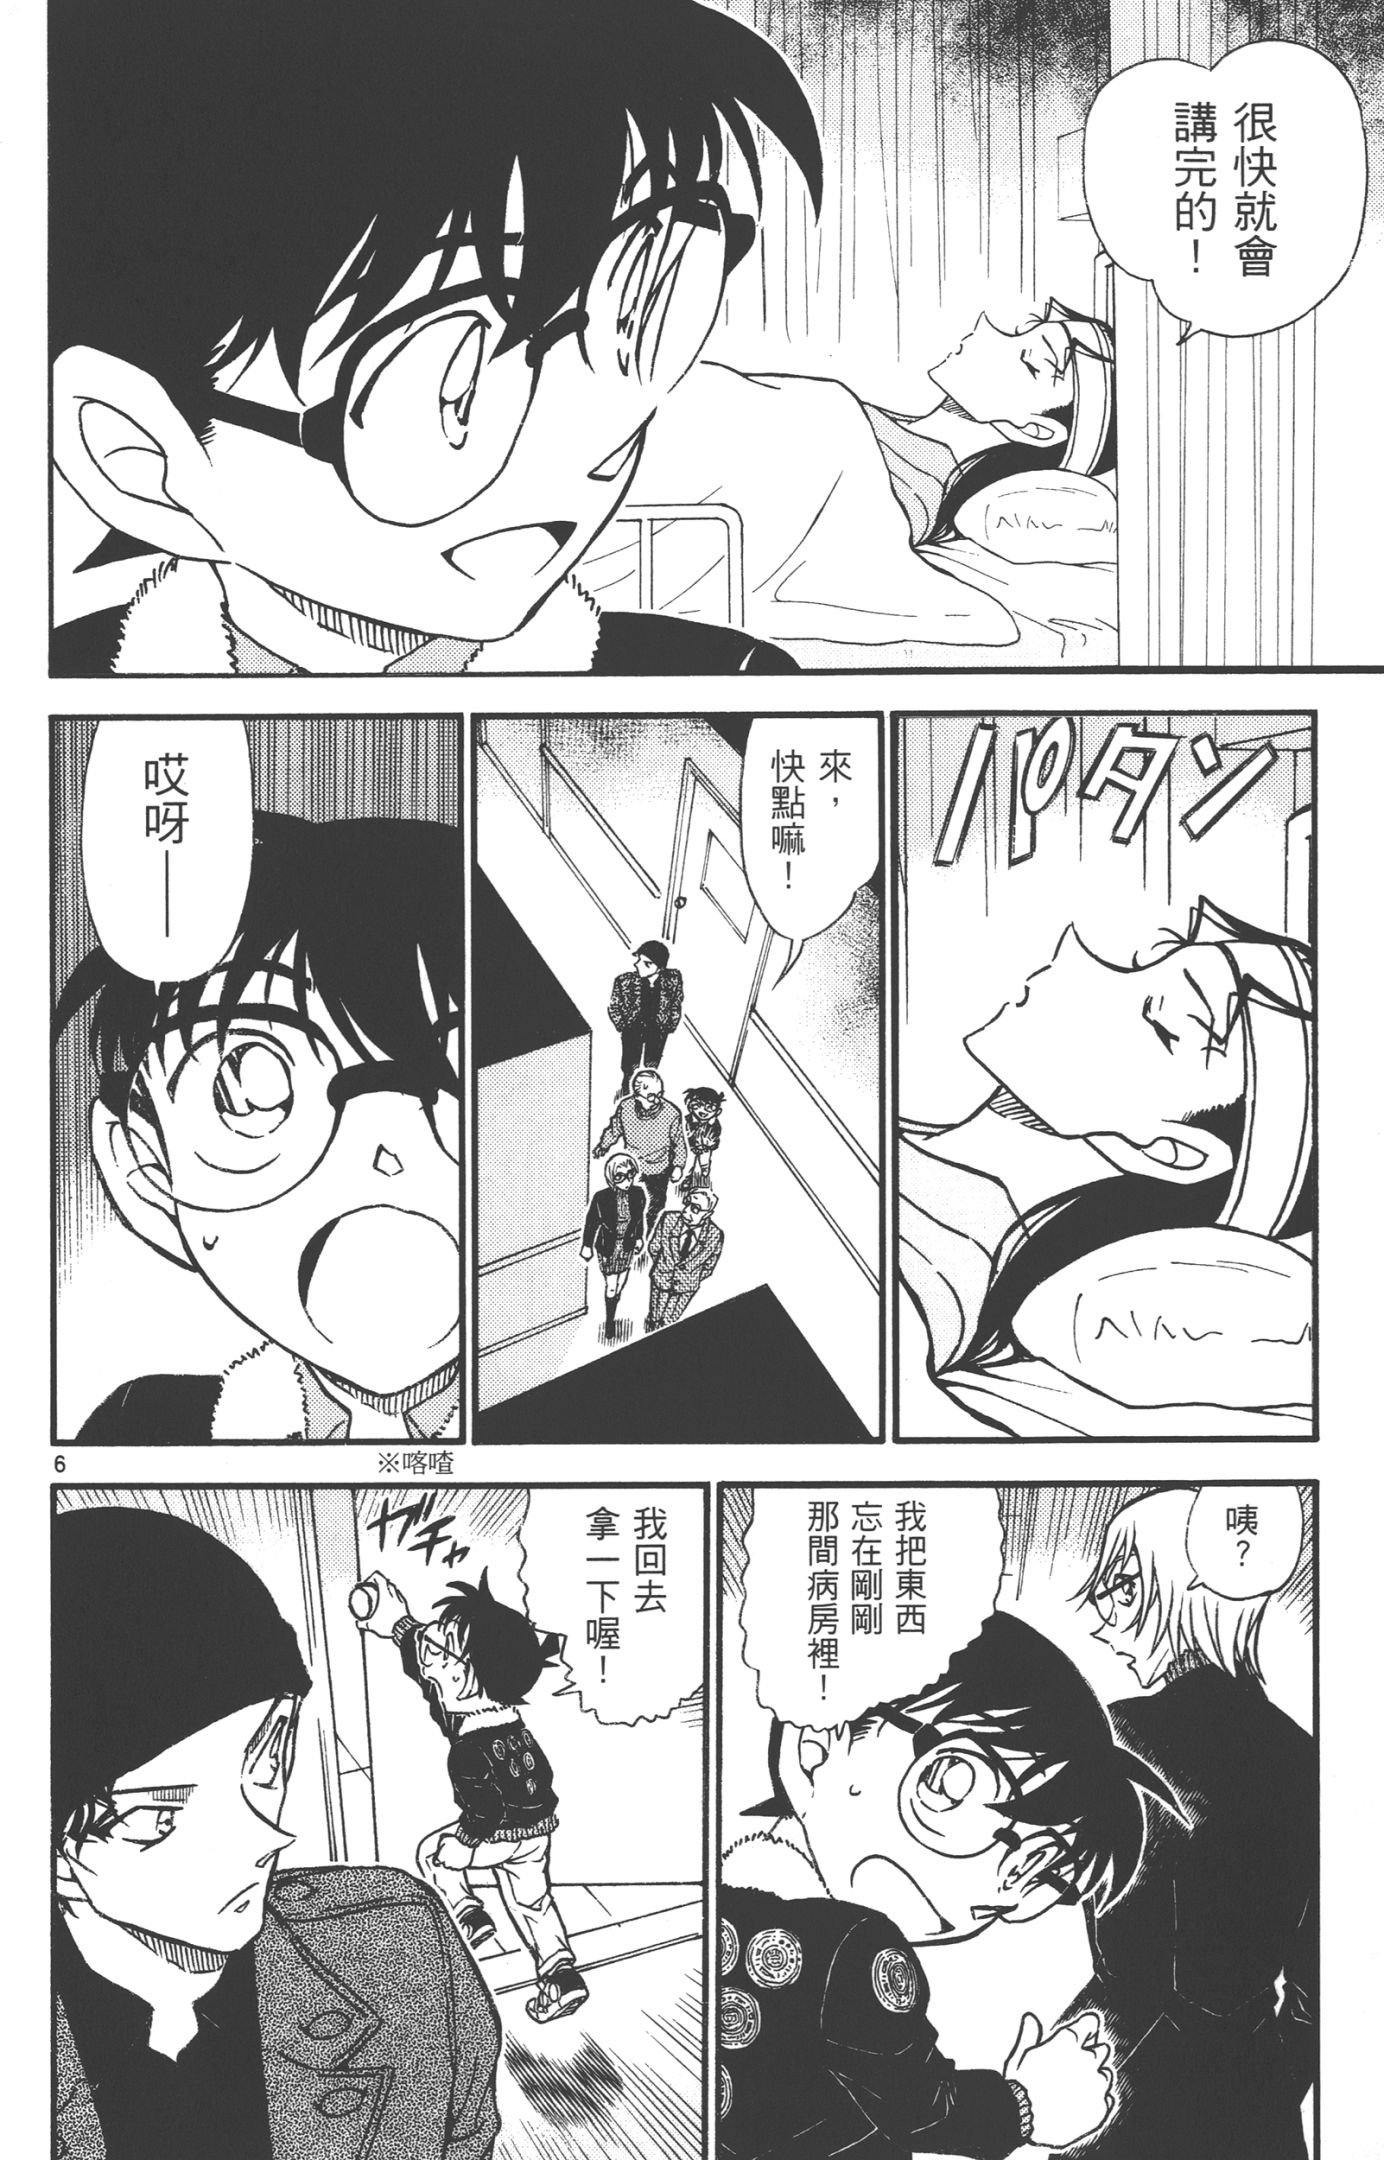 很快就會
講完的！
パタン
來，
快點嘛！
哎呀——
咦？
我把東西
忘在剛剛
那間病房裡！
我回去
拿一下喔！
ガチャ
※喀喳
6